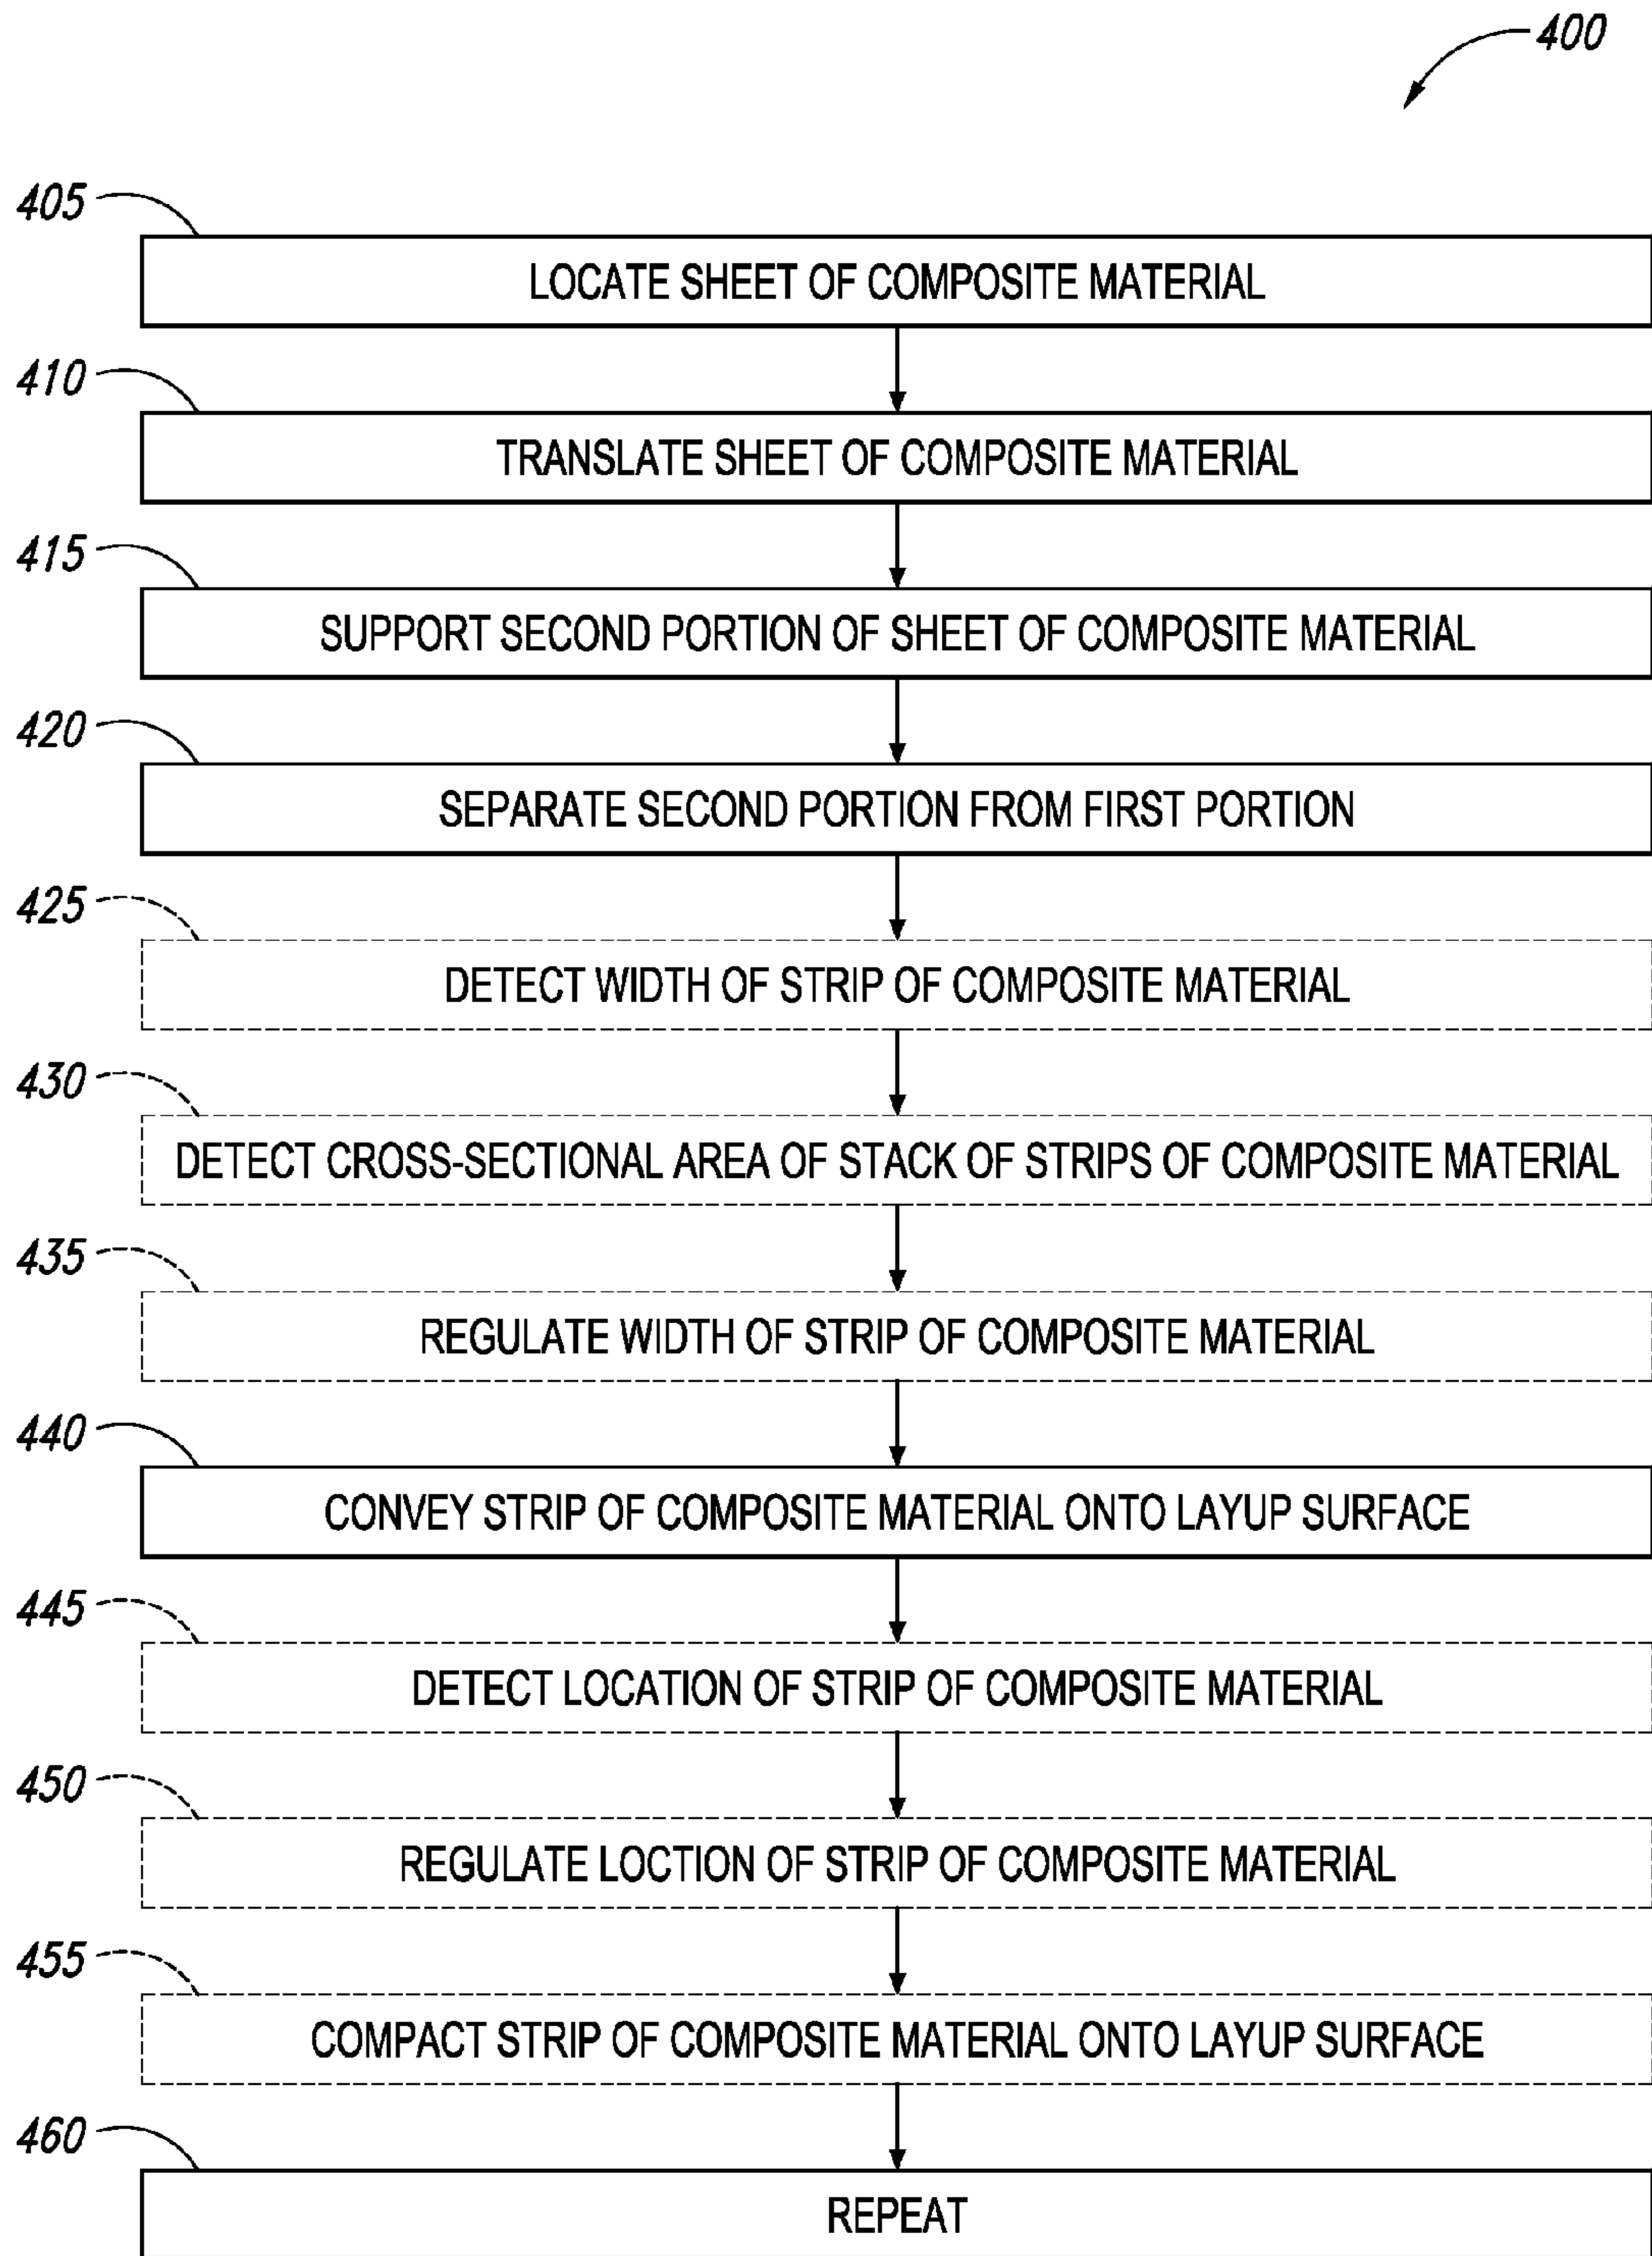 400
405
LOCATE SHEET OF COMPOSITE MATERIAL
410
TRANSLATE SHEET OF COMPOSITE MATERIAL
415
SUPPORT SECOND PORTION OF SHEET OF COMPOSITE MATERIAL
420
SEPARATE SECOND PORTION FROM FIRST PORTION
425
DETECT WIDTH OF STRIP OF COMPOSITE MATERIAL
430
DETECT CROSS-SECTIONAL AREA OF STACK OF STRIPS OF COMPOSITE MATERIAL
435
REGULATE WIDTH OF STRIP OF COMPOSITE MATERIAL
440
CONVEY STRIP OF COMPOSITE MATERIAL ONTO LAYUP SURFACE
445
DETECT LOCATION OF STRIP OF COMPOSITE MATERIAL
450
REGULATE LOCTION OF STRIP OF COMPOSITE MATERIAL
455
COMPACT STRIP OF COMPOSITE MATERIAL ONTO LAYUP SURFACE
460
REPEAT